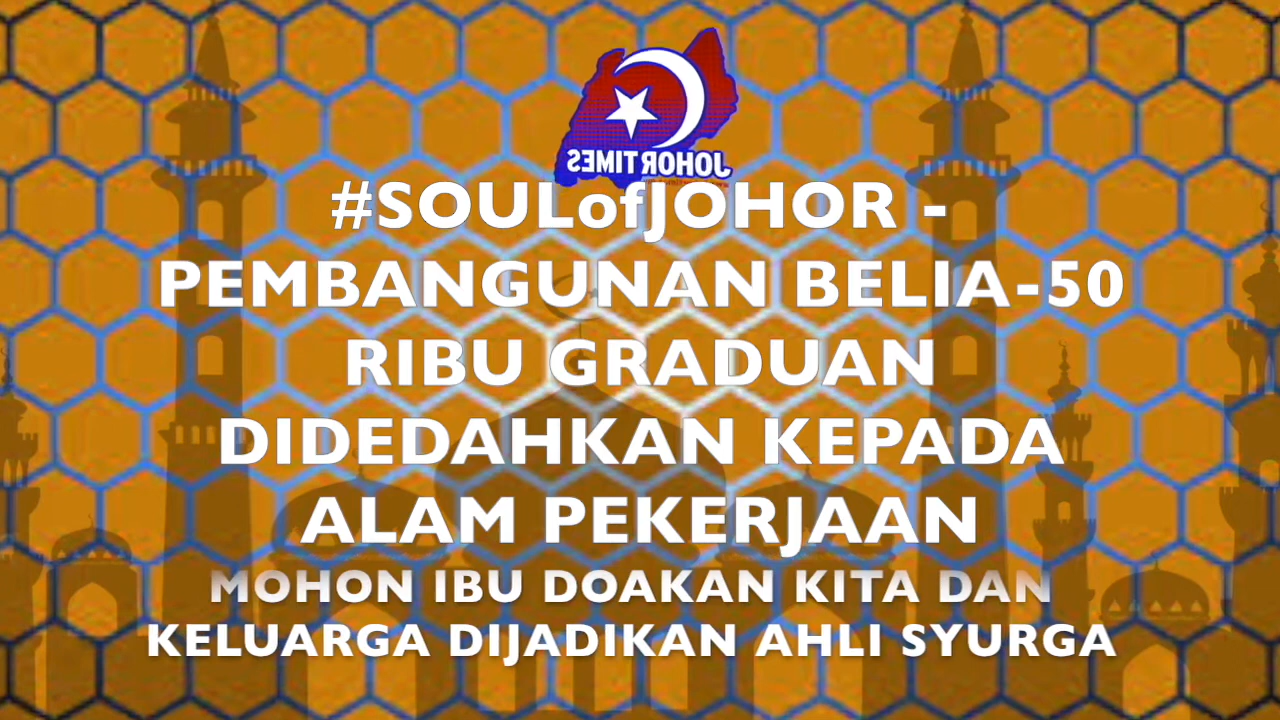 JOHOR TIMES
#SOULofJOHOR -
PEMBANGUNAN BELIA-50
RIBU GRADUAN
DIDEDAHKAN KEPADA
ALAM PEKERJAAN
MOHON IBU DOAKAN KITA DAN
KELUARGA DIJADIKAN AHLI SYURGA